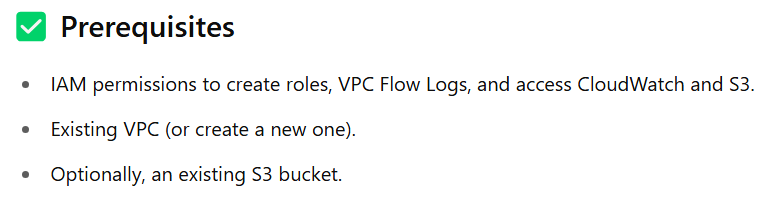 ✅ Prerequisites
• IAM permissions to create roles, VPC Flow Logs, and access CloudWatch and S3.
• Existing VPC (or create a new one).
• Optionally, an existing S3 bucket.